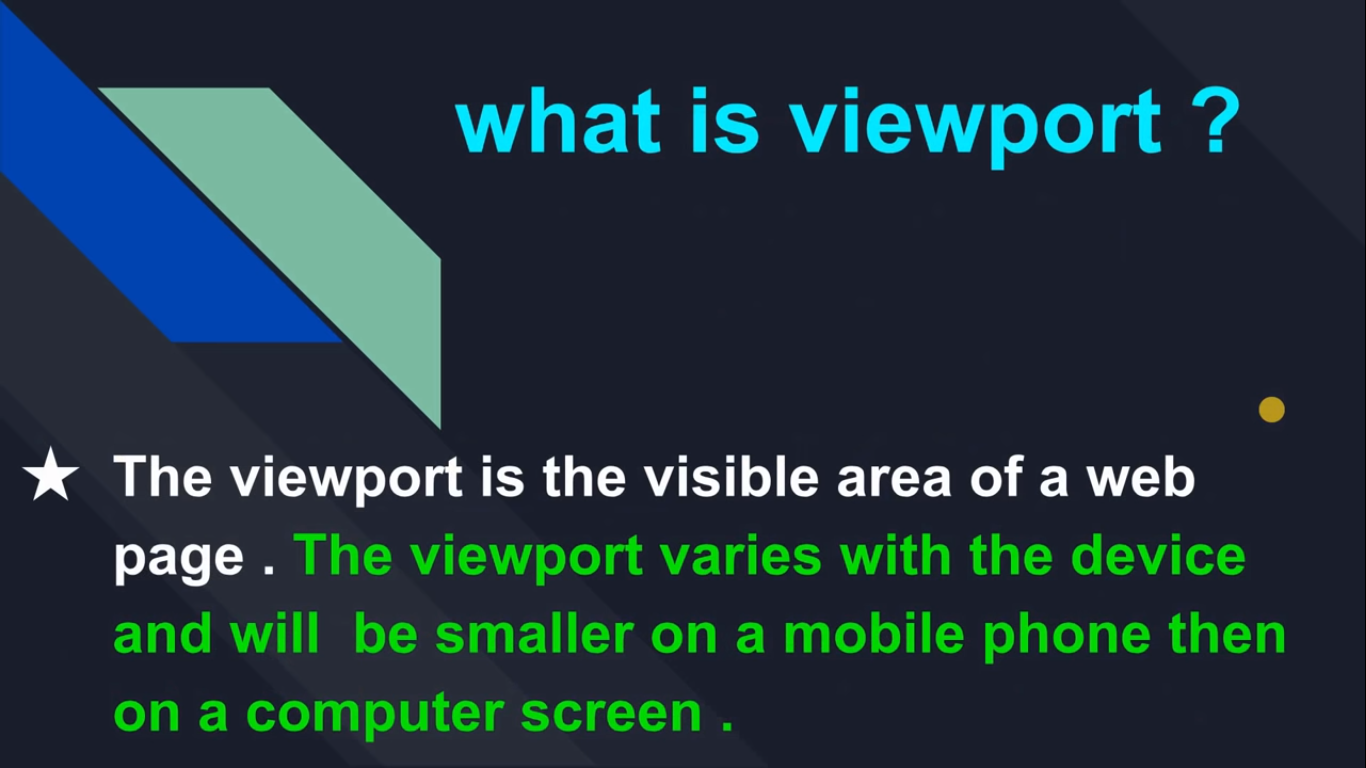 what is viewport ?
The viewport is the visible area of a web
page . The viewport varies with the device
and will  be smaller on a mobile phone then
on a computer screen .